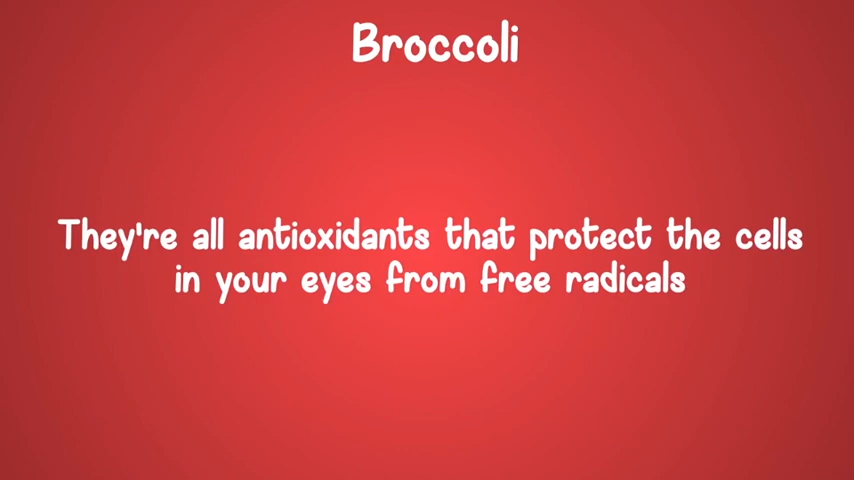 Broccoli
They're all antioxidants that protect the cells
in your eyes from free radicals